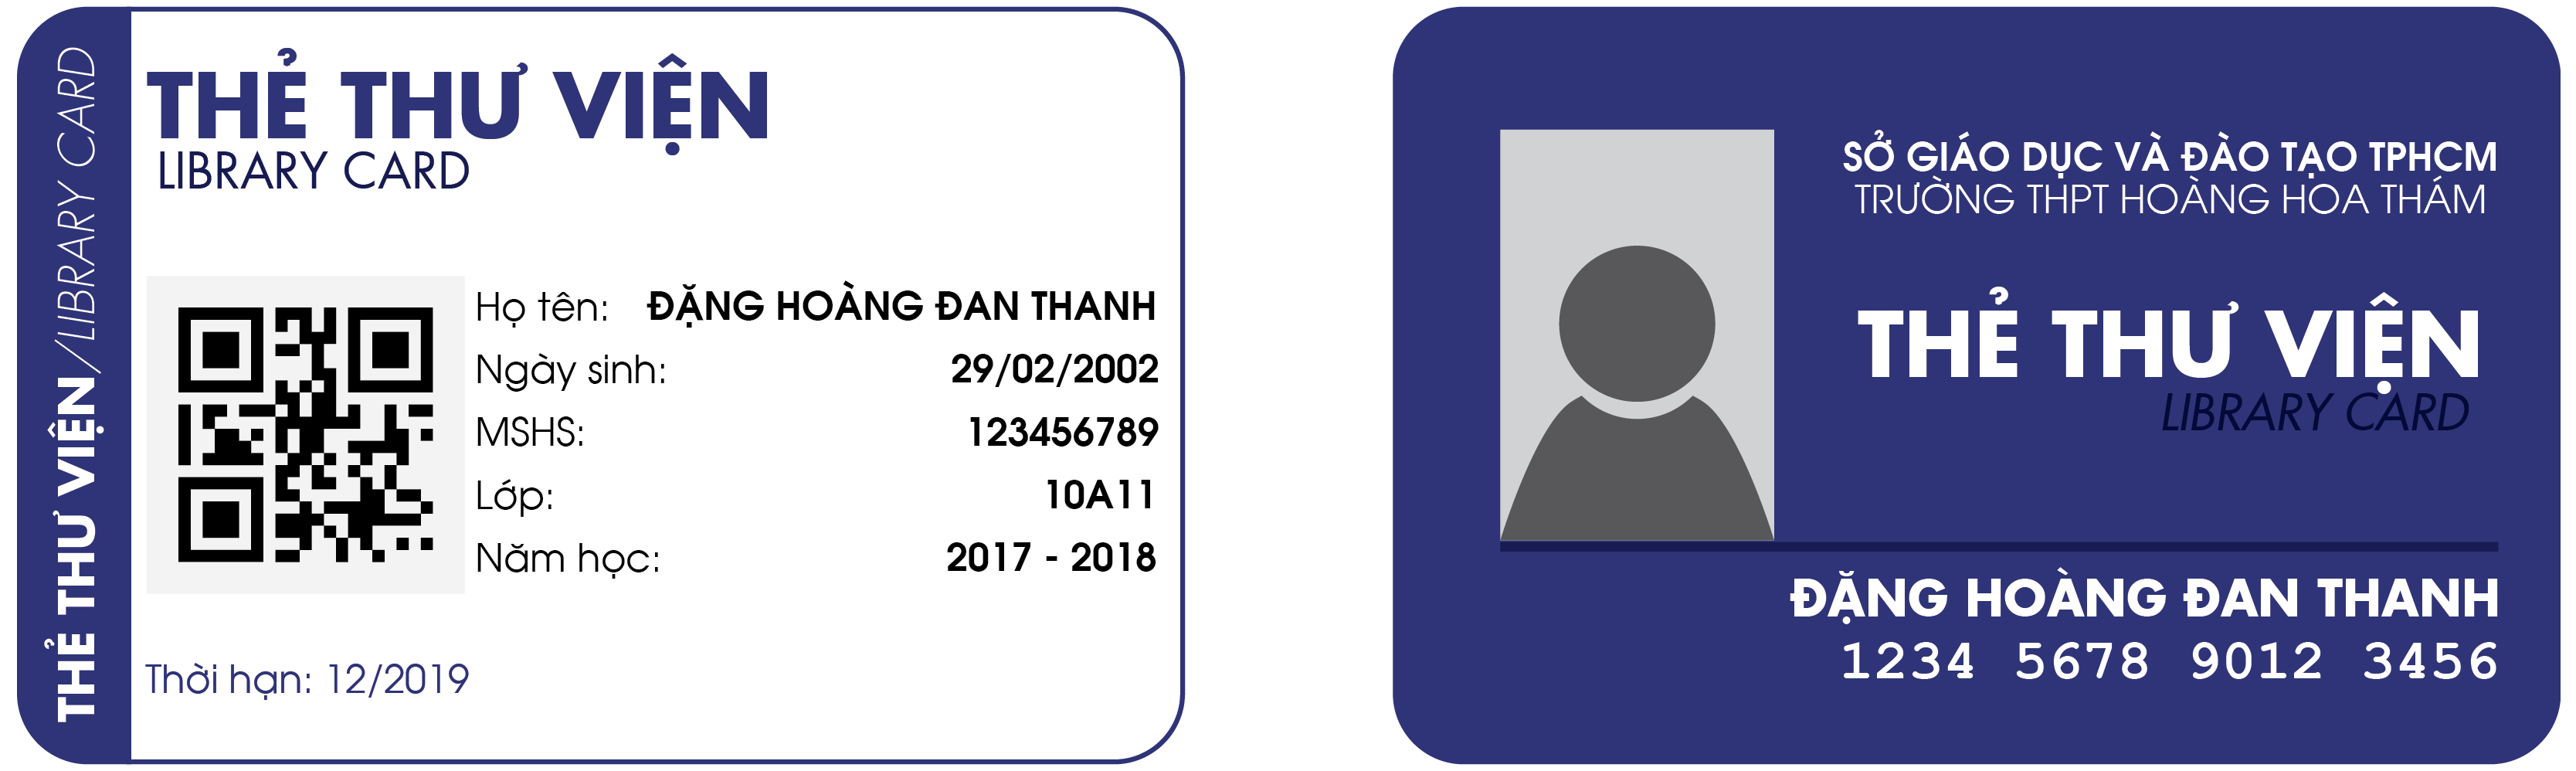 THẺ THƯ VIỆN/LIBRARY CARD
THẺ THƯ VIỆN
LIBRARY CARD
Họ tên: ĐẶNG HOÀNG ĐAN THANH
Ngày sinh: 29/02/2002
MSHS: 123456789
Lớp: 10A11
Năm học: 2017 - 2018
Thời hạn: 12/2019
SỞ GIÁO DỤC VÀ ĐÀO TẠO TPHCM
TRƯỜNG THPT HOÀNG HOA THÁM
THẺ THƯ VIỆN
LIBRARY CARD
ĐẶNG HOÀNG ĐAN THANH
1234 5678 9012 3456